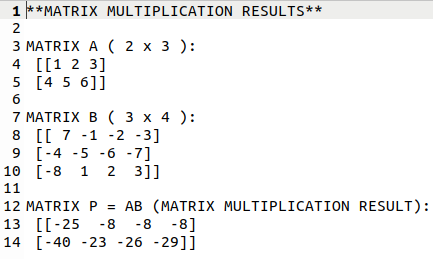 1 **MATRIX MULTIPLICATION RESULTS**
2
3 MATRIX A ( 2 x 3 ):
4  [[1 2 3]
5  [4 5 6]]
6
7 MATRIX B ( 3 x 4 ):
8  [[ 7 -1 -2 -3]
9  [-4 -5 -6 -7]
10  [-8  1  2  3]]
11
12 MATRIX P = AB (MATRIX MULTIPLICATION RESULT):
13  [[-25  -8  -8  -8]
14  [-40 -23 -26 -29]]